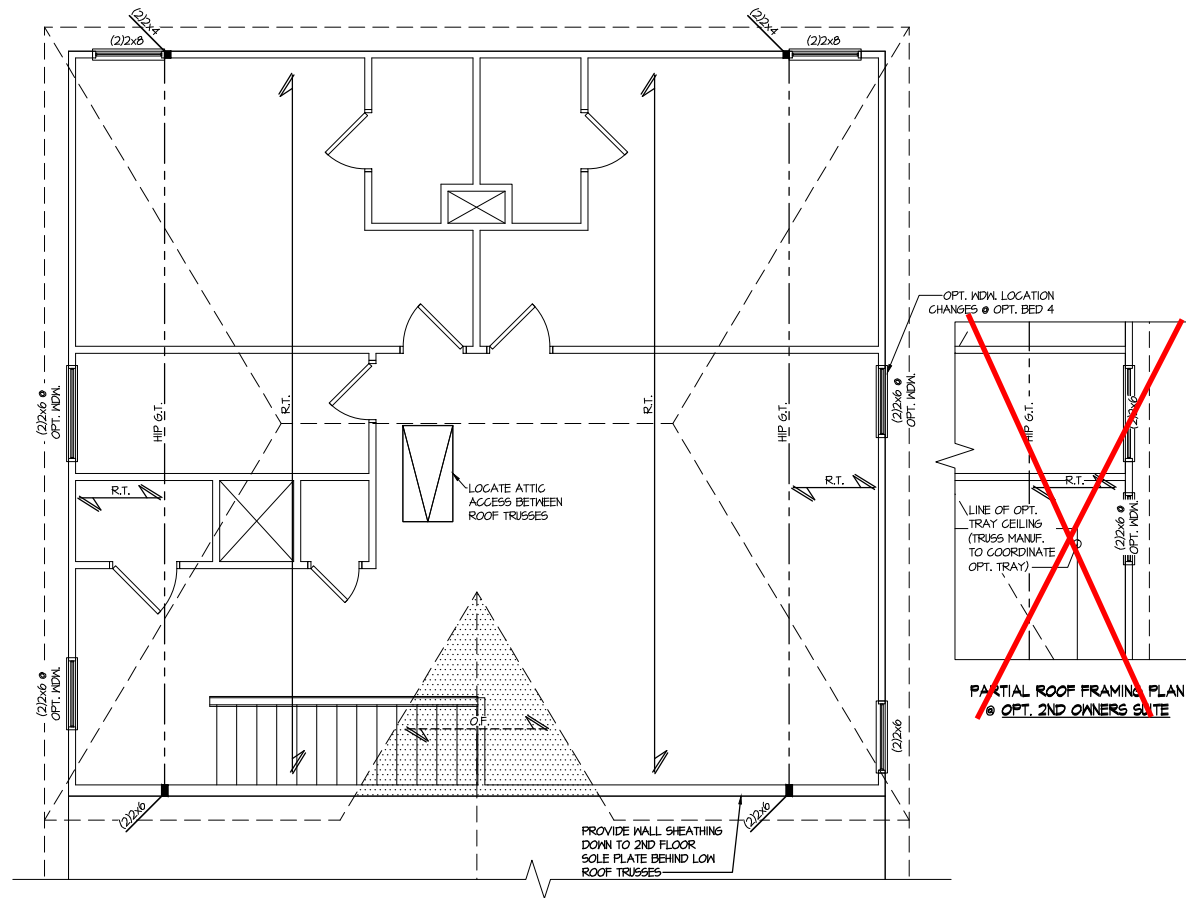 (2)2x4
(2)2x8
(2)2x4
(2)2x8
OPT. WDW. LOCATION
CHANGES @ OPT. BED 4
(2)2x6 @
OPT. WDW.
HIP G.T.
R.T.
R.T.
HIP G.T.
(2)2x6 @
OPT. WDW.
HIP G.T.
(2)2x6
R.T.
R.T.
R.T.
LOCATE ATTIC
ACCESS BETWEEN
ROOF TRUSSES
LINE OF OPT.
TRAY CEILING
(TRUSS MANUF.
TO COORDINATE
OPT. TRAY)
(2)2x6 @
OPT. WDW.
(2)2x6 @
OPT. WDW.
O.F.
(2)2x6
PARTIAL ROOF FRAMING PLAN
@ OPT. 2ND OWNERS SUITE
(2)2x6
(2)2x6
PROVIDE WALL SHEATHING
DOWN TO 2ND FLOOR
SOLE PLATE BEHIND LOW
ROOF TRUSSES